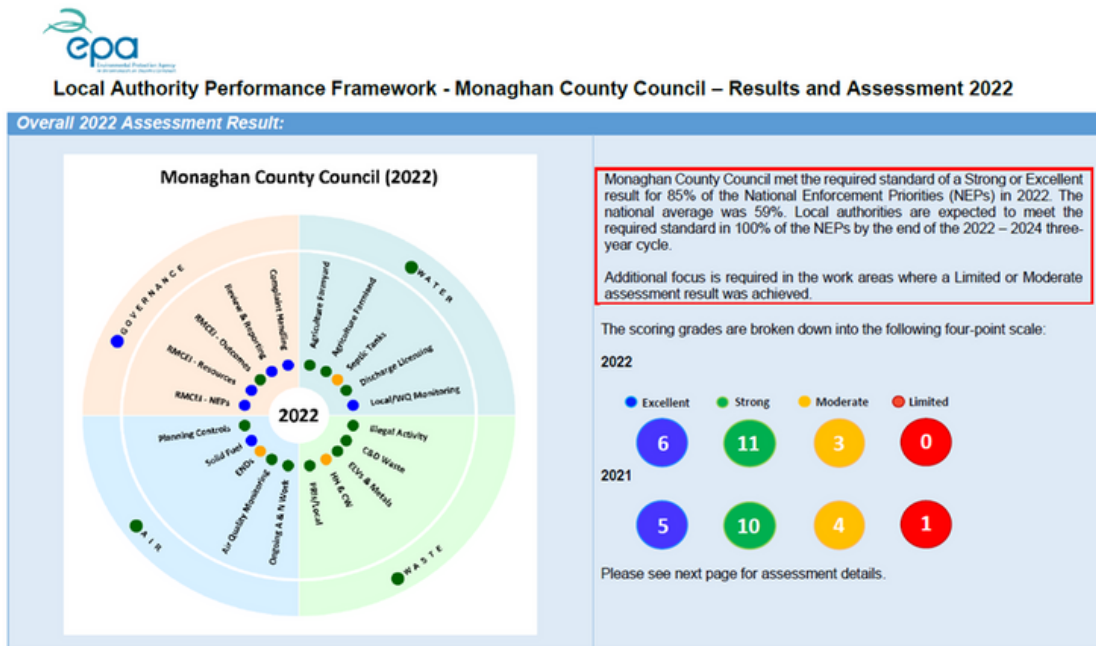 epa
Environmental Protection Agency
Local Authority Performance Framework - Monaghan County Council – Results and Assessment 2022
Overall 2022 Assessment Result:
Monaghan County Council (2022)
GOVERNANCE
WATER
AIR
WASTE
RMCEI - NEPs
RMCEI - Resources
RMCEI - Outcomes
Review & Reporting
Complaint Handling
Agriculture Farmyard
Agriculture Farmland
Septic Tanks
Discharge Licensing
Local/WQ Monitoring
Illegal Activity
C&D Waste
ELVs & Metals
HH & CW
PRIs/Local
Ongoing A & N Work
Air Quality Monitoring
ENDs
Solid Fuel
Planning Controls
2022
Monaghan County Council met the required standard of a Strong or Excellent
result for 85% of the National Enforcement Priorities (NEPs) in 2022. The
national average was 59%. Local authorities are expected to meet the
required standard in 100% of the NEPs by the end of the 2022 – 2024 three-
year cycle.
Additional focus is required in the work areas where a Limited or Moderate
assessment result was achieved.
The scoring grades are broken down into the following four-point scale:
2022
Excellent Strong Moderate Limited
6 11 3 0
2021
5 10 4 1
Please see next page for assessment details.